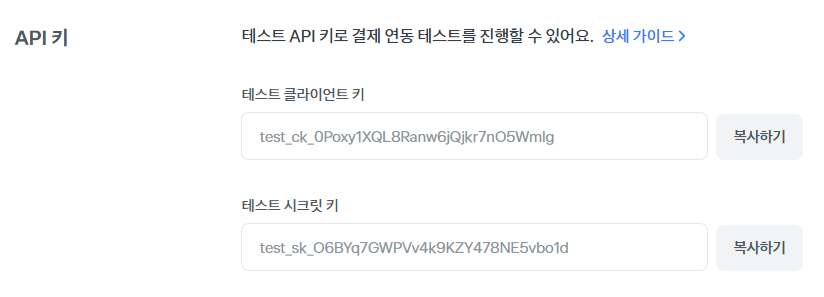 API 키
테스트 API 키로 결제 연동 테스트를 진행할 수 있어요. 상세 가이드 >
테스트 클라이언트 키
test_ck_0Poxy1XQL8Ranw6jQjkr7nO5Wmlg
복사하기
테스트 시크릿 키
test_sk_O6BYq7GWPVv4k9KZY478NE5vbo1d
복사하기